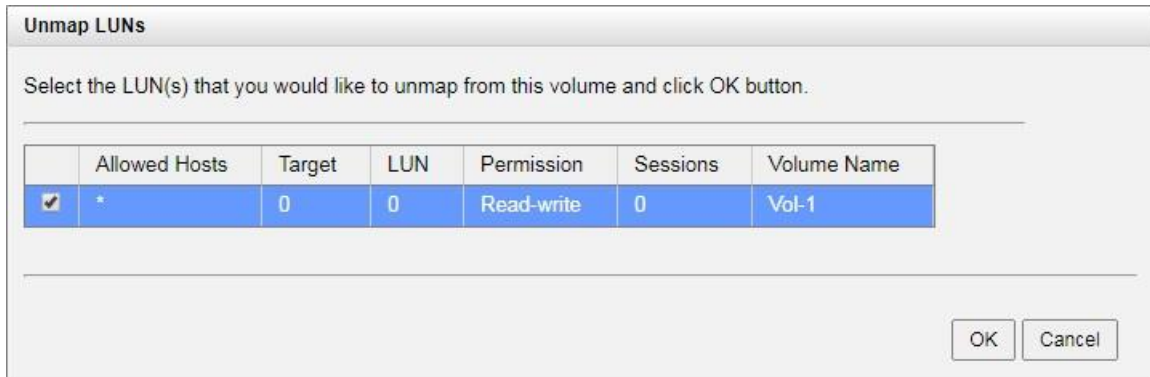 Unmap LUNs
Select the LUN(s) that you would like to unmap from this volume and click OK button.
Allowed Hosts Target LUN Permission Sessions Volume Name
* 0 0 Read-write 0 Vol-1
OK Cancel